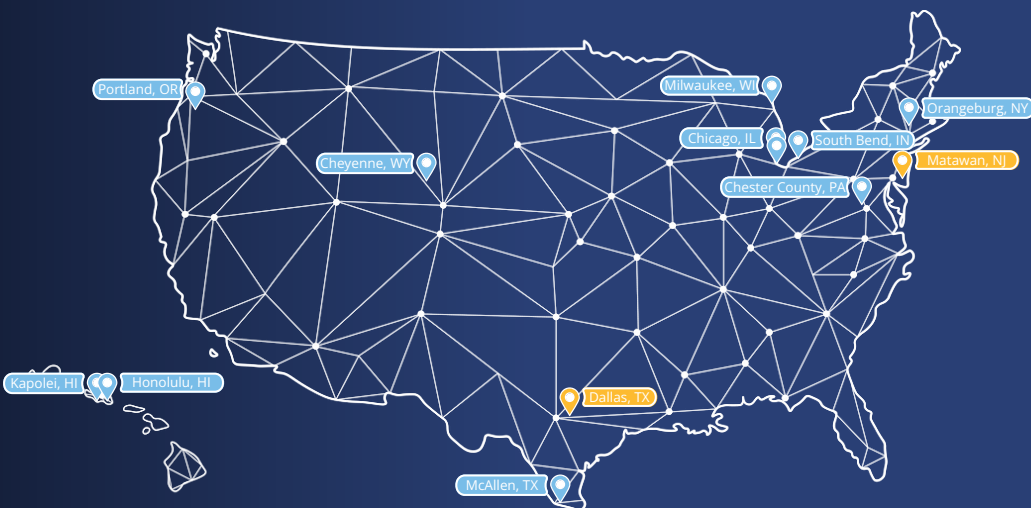 Portland, OR
Milwaukee, WI
Orangeburg, NY
Chicago, IL
South Bend, IN
Cheyenne, WY
Matawan, NJ
Chester County, PA
Kapolei, HI
Honolulu, HI
Dallas, TX
McAllen, TX